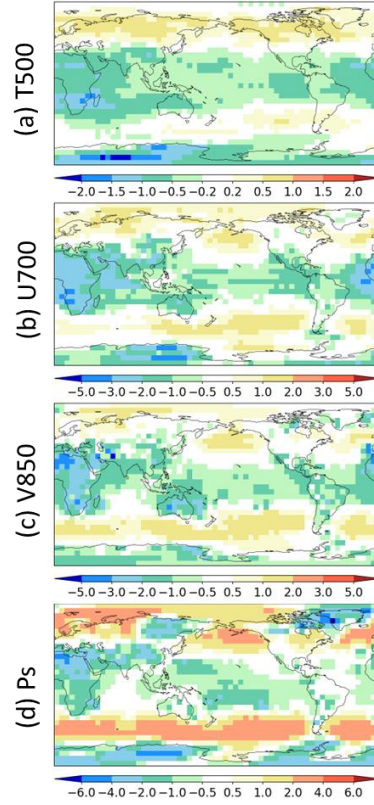 (a) T500
-2.0 -1.5 -1.0 -0.5 -0.2 0.2 0.5 1.0 1.5 2.0
(b) U700
-5.0 -4.0 -3.0 -2.0 -1.0 -0.5 0.5 1.0 2.0 3.0 5.0
(c) V850
-5.0 -3.0 -2.0 -1.0 -0.5 0.5 1.0 2.0 3.0 5.0
(d) Ps
-6.0 -4.0 -3.0 -2.0 -1.0 1.0 2.0 3.0 4.0 6.0